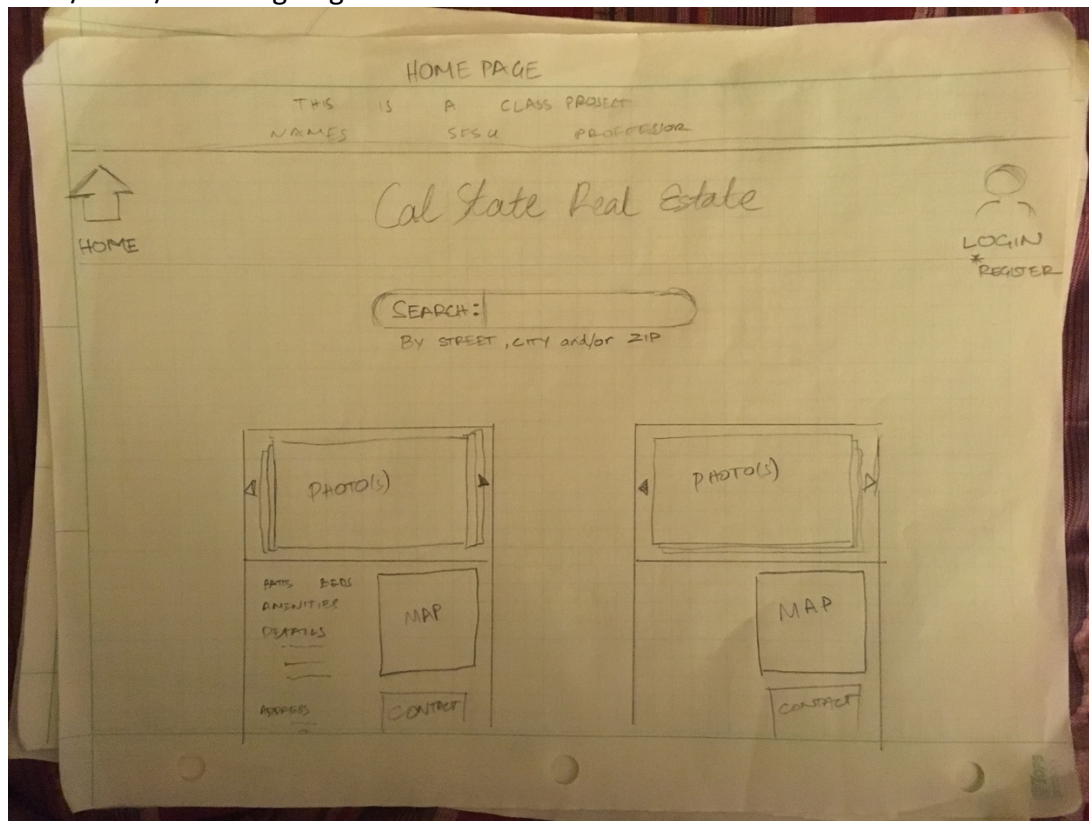 HOME PAGE
THIS IS A CLASS PROJECT
NAMES SFSU PROFFESSOR
Cal State Real Estate
HOME
LOGIN
*REGISTER
SEARCH:
BY STREET, CITY and/or ZIP
PHOTO(S)
BATHS BEDS
AMENITIES
DETAILS
MAP
ADDRESS
CONTACT
PHOTO(S)
MAP
CONTACT